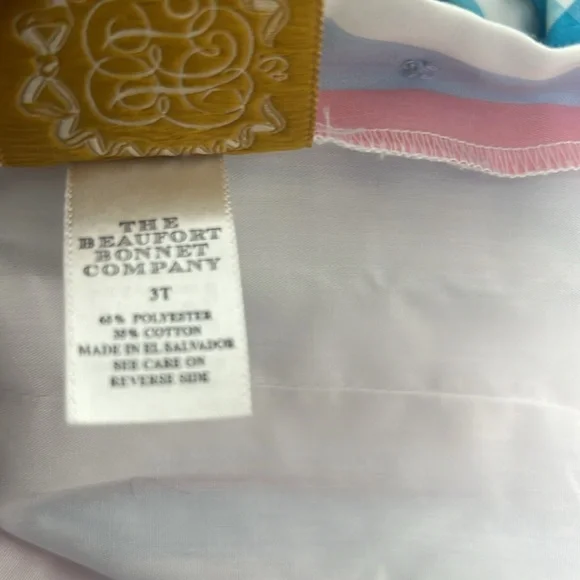 THE
BEAUFORT
BONNET
COMPANY
3T
65% POLYESTER
35% COTTON
MADE IN EL SALVADOR
SEE CARE ON
REVERSE SIDE